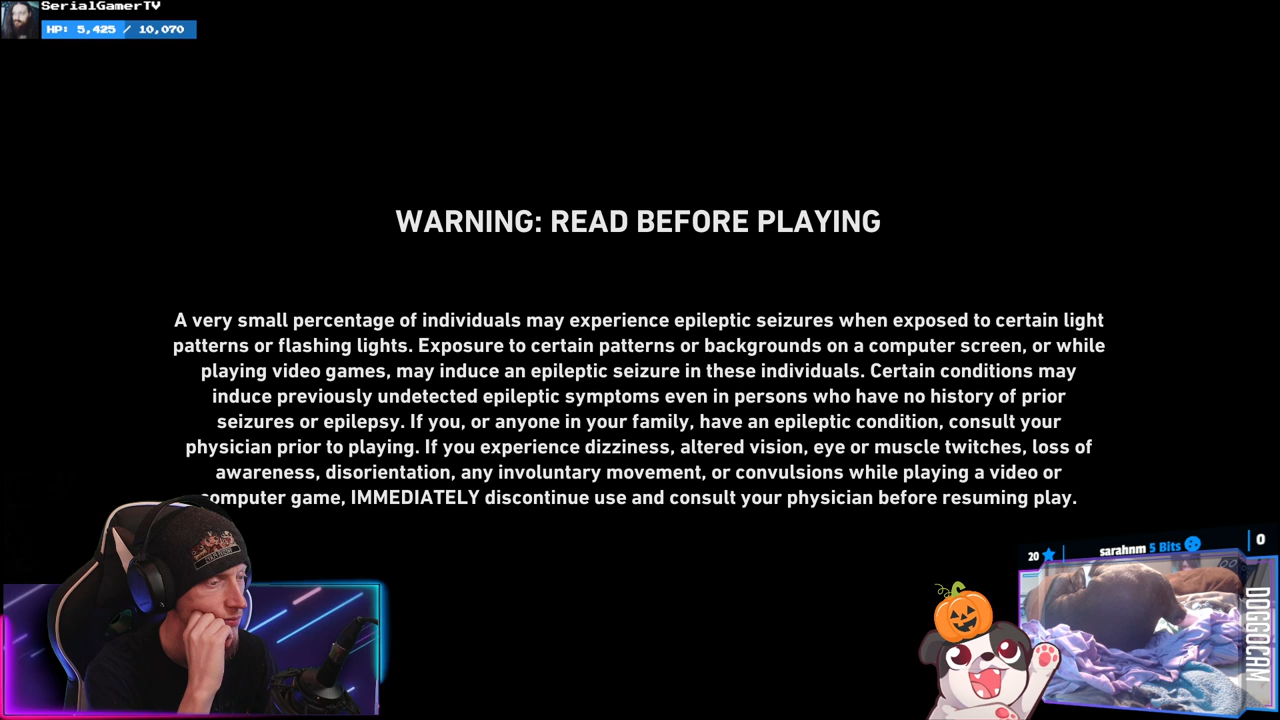 SerialGamerTV
HP: 5,425 / 10,070
WARNING: READ BEFORE PLAYING
A very small percentage of individuals may experience epileptic seizures when exposed to certain light
patterns or flashing lights. Exposure to certain patterns or backgrounds on a computer screen, or while
playing video games, may induce an epileptic seizure in these individuals. Certain conditions may
induce previously undetected epileptic symptoms even in persons who have no history of prior
seizures or epilepsy. If you, or anyone in your family, have an epileptic condition, consult your
physician prior to playing. If you experience dizziness, altered vision, eye or muscle twitches, loss of
awareness, disorientation, any involuntary movement, or convulsions while playing a video or
computer game, IMMEDIATELY discontinue use and consult your physician before resuming play.
20
sarahnm 5 Bits
0
DOGGOCAM